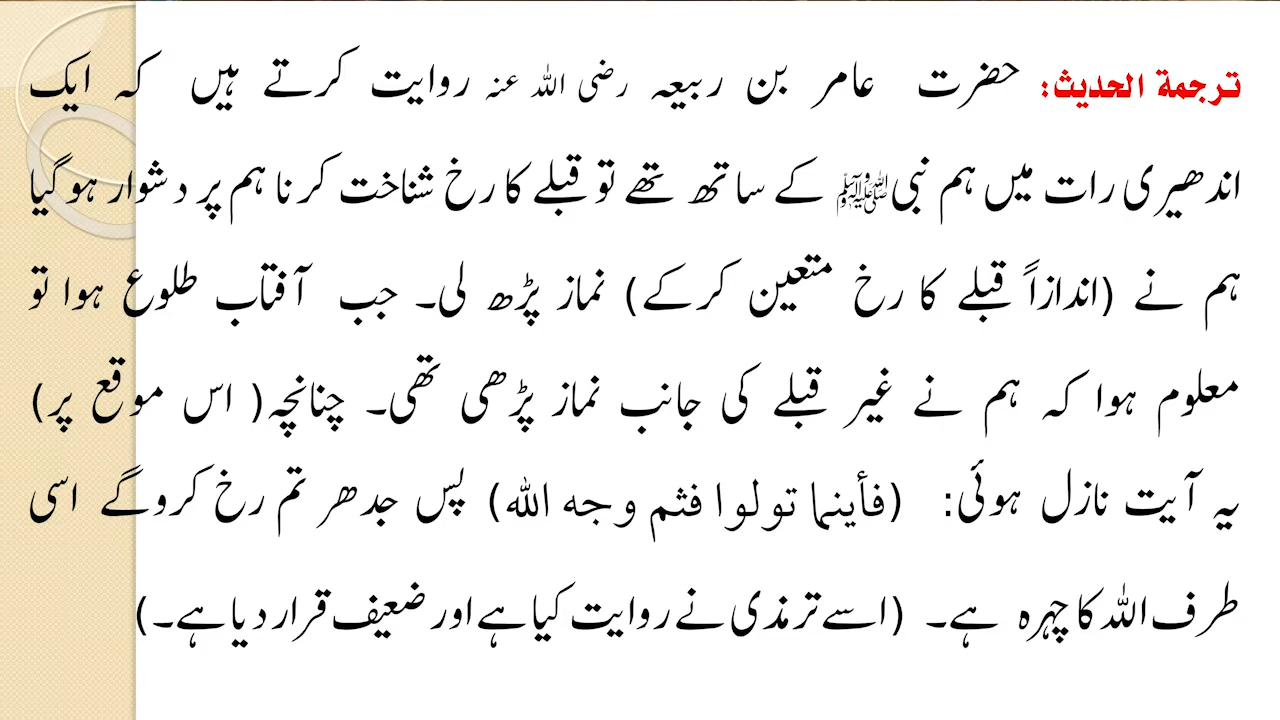 ترجمة الحدیث: حضرت عامر بن ربیعہ رضی اللہ عنہ روایت کرتے ہیں کہ ایک
اندھیری رات میں ہم نبی ﷺ کے ساتھ تھے تو قبلے کا رخ شناخت کرنا ہم پر دشوار ہو گیا
ہم نے (اندازاً قبلے کا رخ متعین کرکے) نماز پڑھ لی۔ جب آفتاب طلوع ہوا تو
معلوم ہوا کہ ہم نے غیر قبلے کی جانب نماز پڑھی تھی۔ چنانچہ( اس موقع پر)
یہ آیت نازل ہوئی: (فأینما تولوا فثم وجه الله) پس جدھر تم رخ کروگے اسی
طرف اللہ کا چہرہ ہے۔ (اسے ترمذی نے روایت کیا ہے اور ضعیف قرار دیا ہے۔)